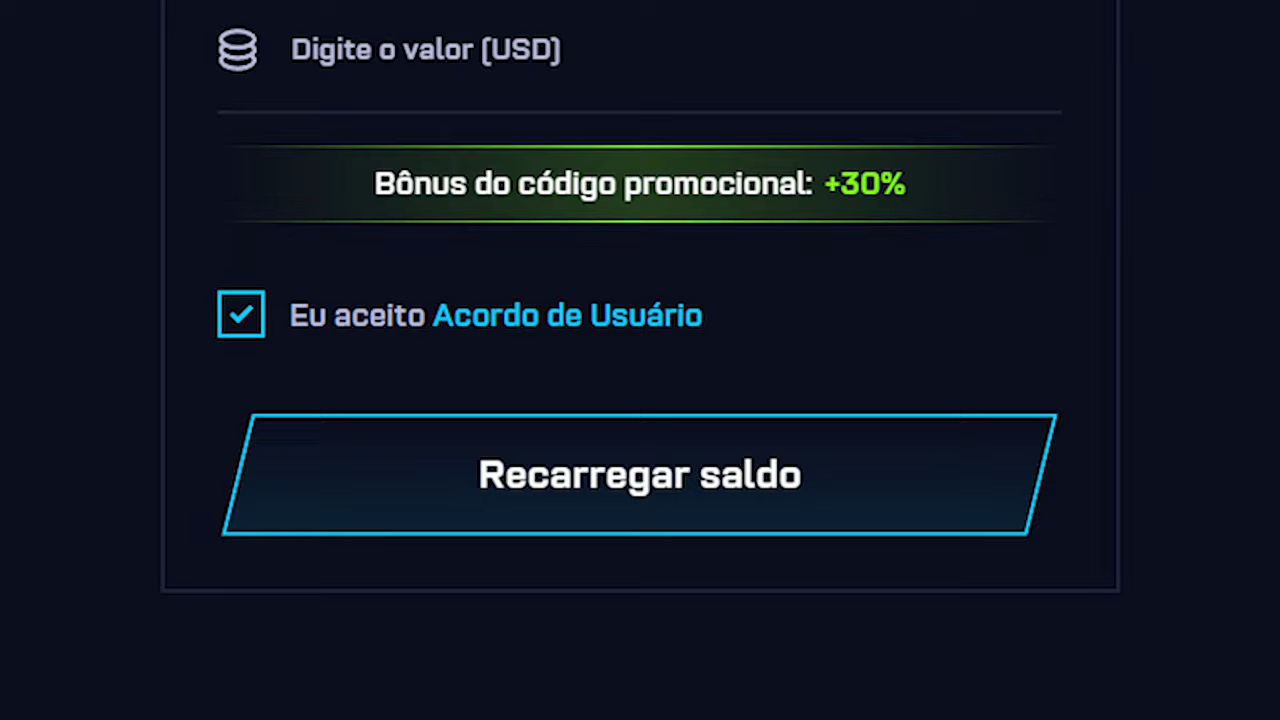 Digite o valor (USD)
Bônus do código promocional: +30%
Eu aceito Acordo de Usuário
Recarregar saldo